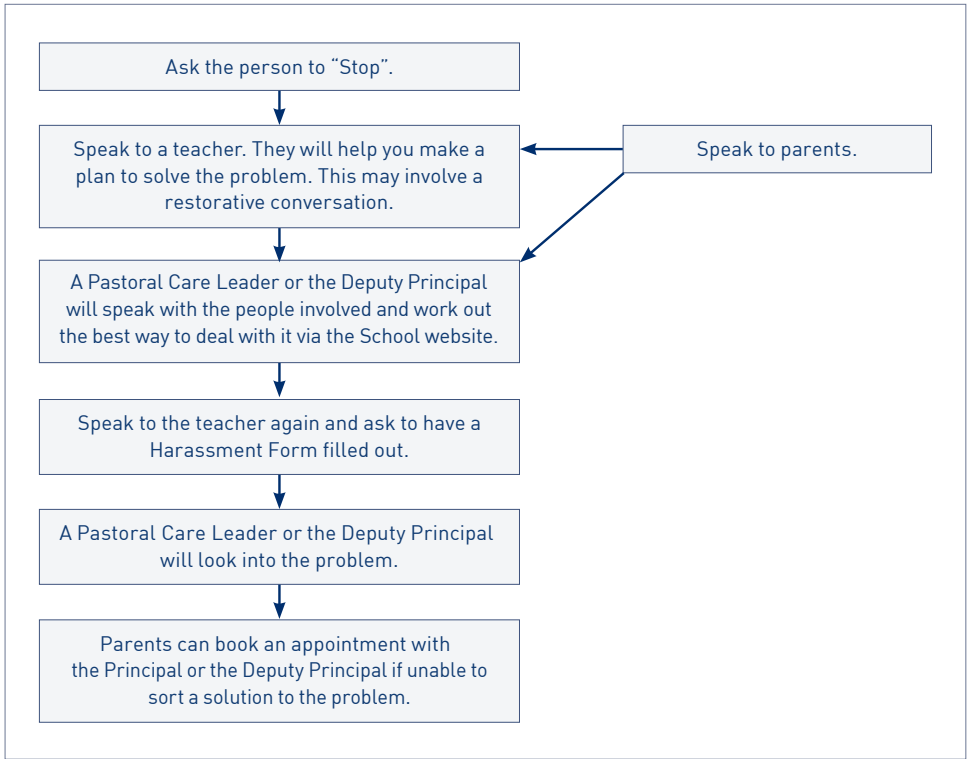 Ask the person to “Stop”.
Speak to a teacher. They will help you make a
plan to solve the problem. This may involve a
restorative conversation.
Speak to parents.
A Pastoral Care Leader or the Deputy Principal
will speak with the people involved and work out
the best way to deal with it via the School website.
Speak to the teacher again and ask to have a
Harassment Form filled out.
A Pastoral Care Leader or the Deputy Principal
will look into the problem.
Parents can book an appointment with
the Principal or the Deputy Principal if unable to
sort a solution to the problem.